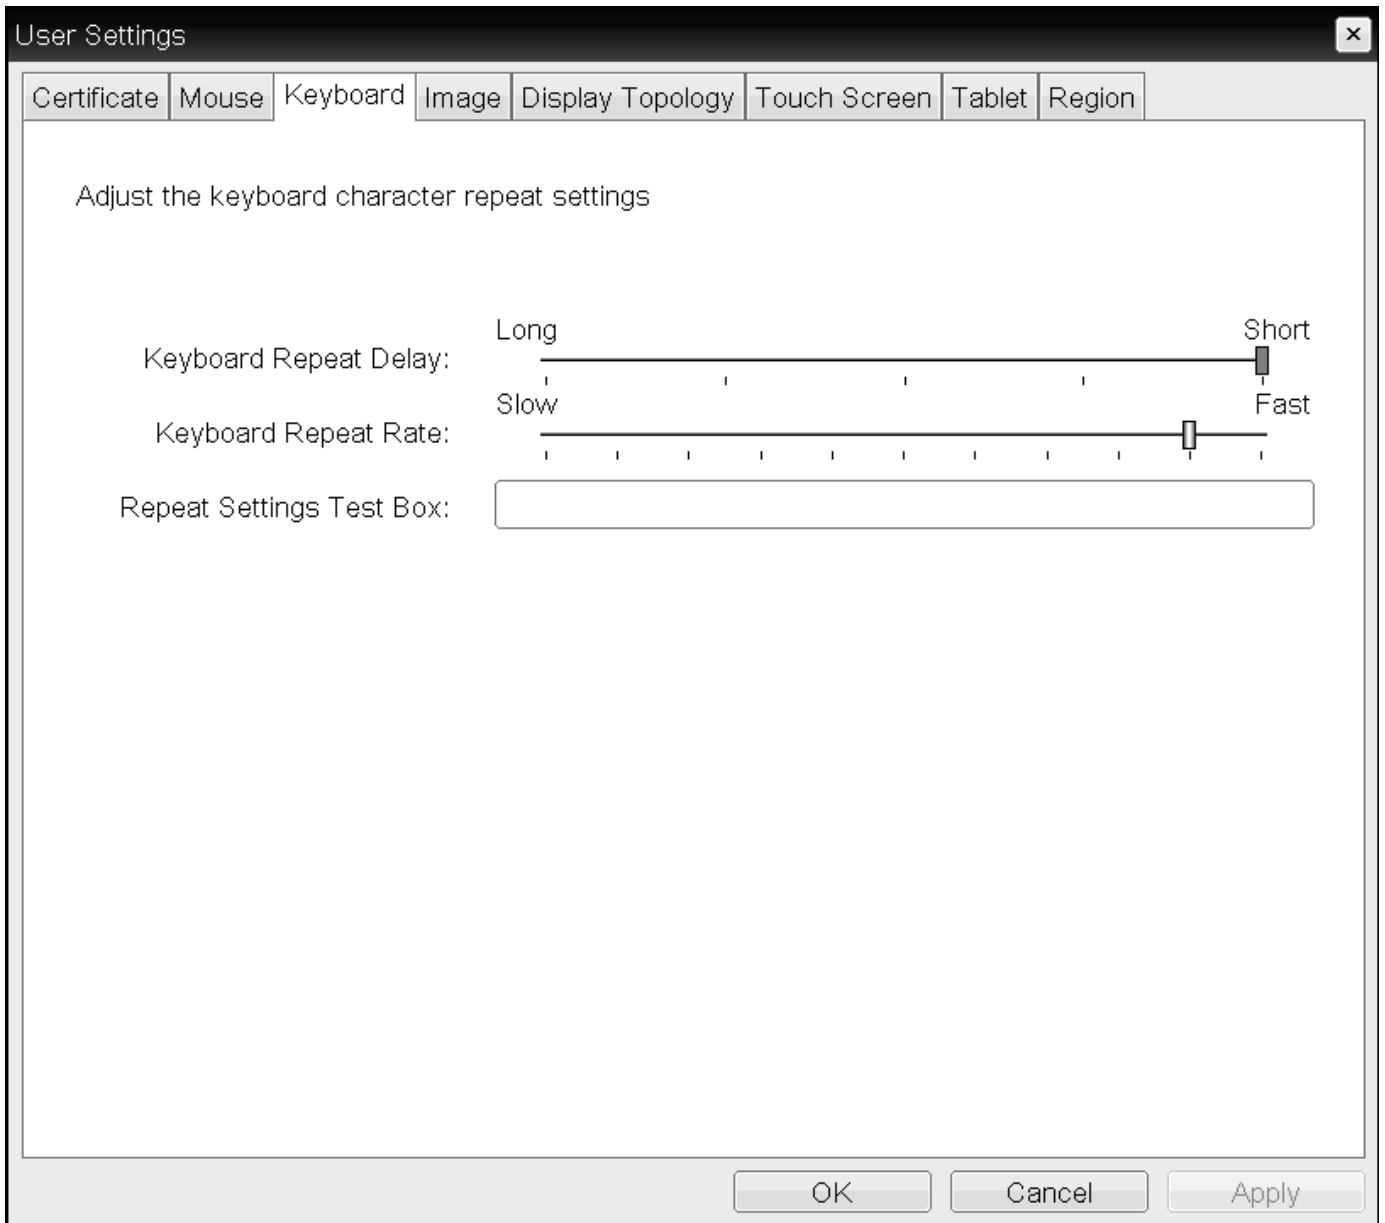 User Settings
Certificate Mouse Keyboard Image Display Topology Touch Screen Tablet Region
Adjust the keyboard character repeat settings
Long Short
Keyboard Repeat Delay:
Slow Fast
Keyboard Repeat Rate:
Repeat Settings Test Box:
OK Cancel Apply